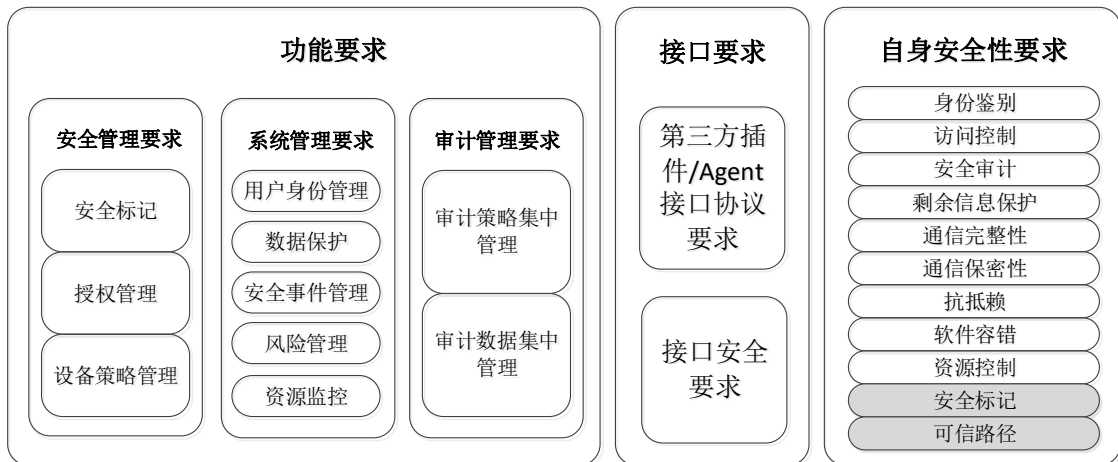 功能要求
安全管理要求
安全标记
授权管理
设备策略管理
系统管理要求
用户身份管理
数据保护
安全事件管理
风险管理
资源监控
审计管理要求
审计策略集中
管理
审计数据集中
管理
接口要求
第三方插
件/Agent
接口协议
要求
接口安全
要求
自身安全性要求
身份鉴别
访问控制
安全审计
剩余信息保护
通信完整性
通信保密性
抗抵赖
软件容错
资源控制
安全标记
可信路径